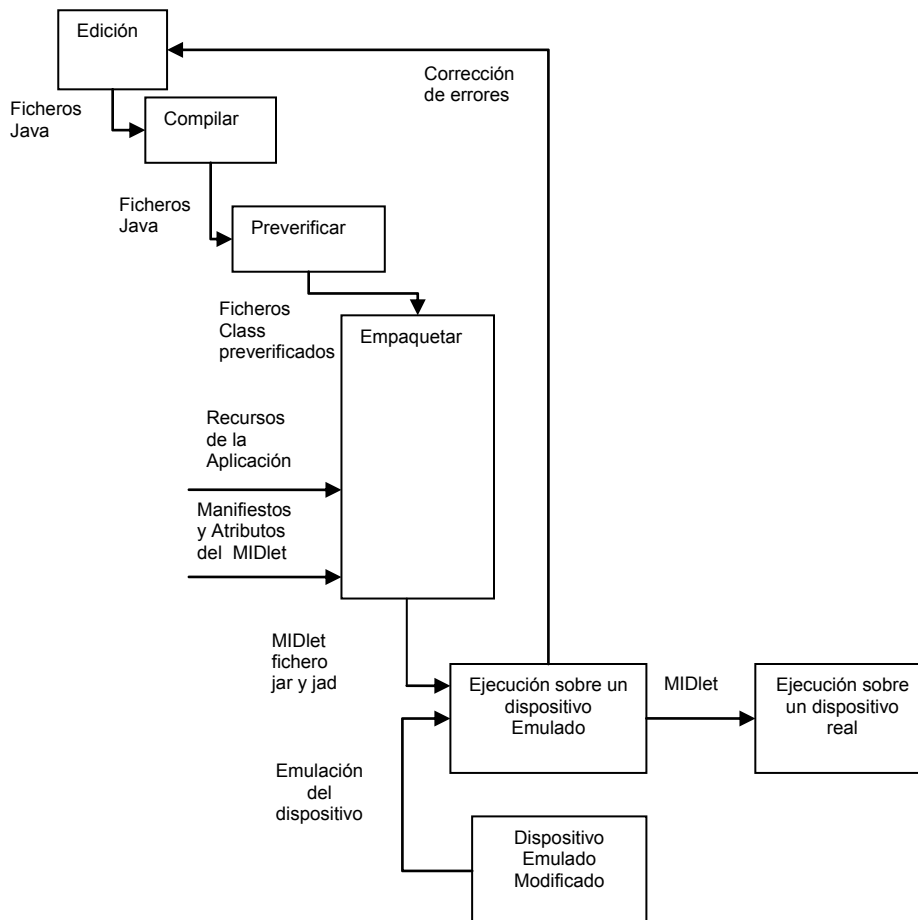 Edición
Corrección
de errores
Ficheros
Java
Compilar
Ficheros
Java
Preverificar
Ficheros
Class
preverificados
Empaquetar
Recursos
de la
Aplicación
Manifiestos
y Atributos
del MIDlet
MIDlet
fichero
jar y jad
Ejecución sobre un
dispositivo
Emulado
MIDlet
Ejecución sobre
un dispositivo
real
Emulación
del
dispositivo
Dispositivo
Emulado
Modificado